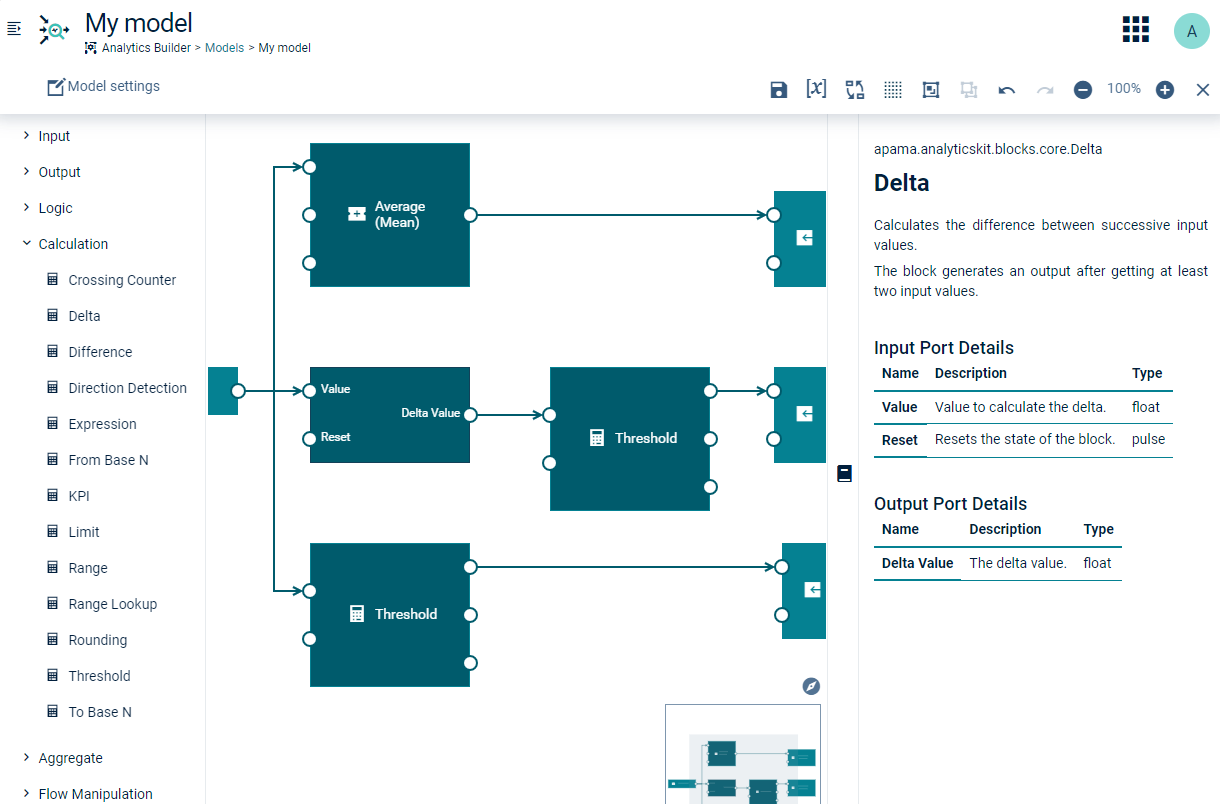 My model
Analytics Builder > Models > My model
A
Model settings
[x]
100%
Input
Output
Logic
Calculation
Crossing Counter
Delta
Difference
Direction Detection
Expression
From Base N
KPI
Limit
Range
Range Lookup
Rounding
Threshold
To Base N
Aggregate
Flow Manipulation
Average
(Mean)
Value
Delta Value
Reset
Threshold
Threshold
apama.analyticskit.blocks.core.Delta
Delta
Calculates the difference between successive input
values.
The block generates an output after getting at least
two input values.
Input Port Details
Name Description Type
Value Value to calculate the delta. float
Reset Resets the state of the block. pulse
Output Port Details
Name Description Type
Delta Value The delta value. float